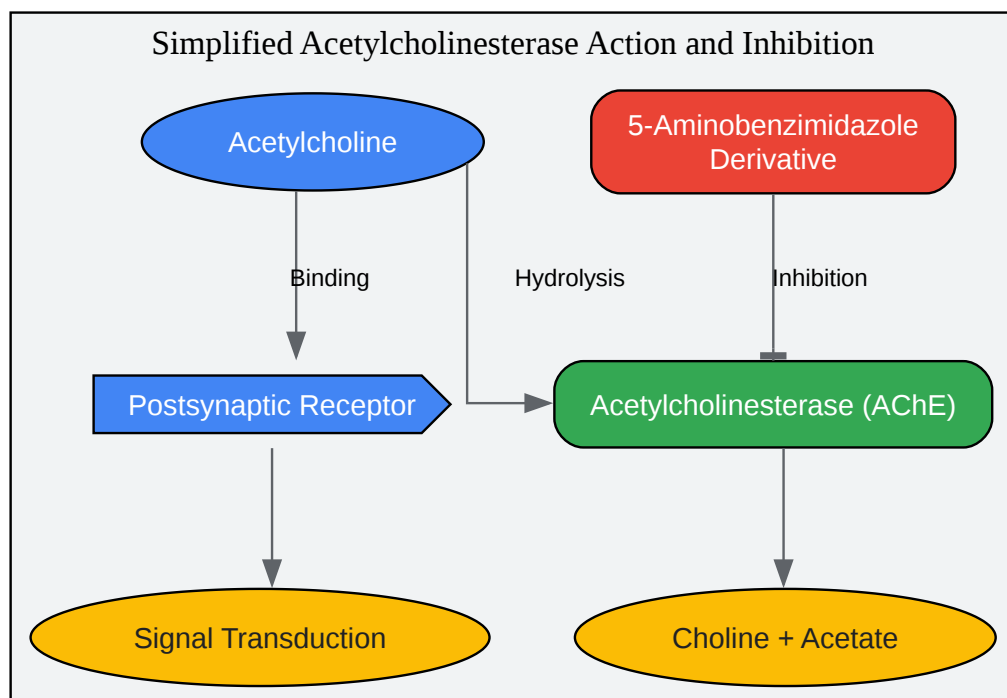 Simplified Acetylcholinesterase Action and Inhibition
Acetylcholine
5-Aminobenzimidazole
Derivative
Binding
Hydrolysis
Inhibition
Postsynaptic Receptor
Acetylcholinesterase (AChE)
Signal Transduction
Choline + Acetate